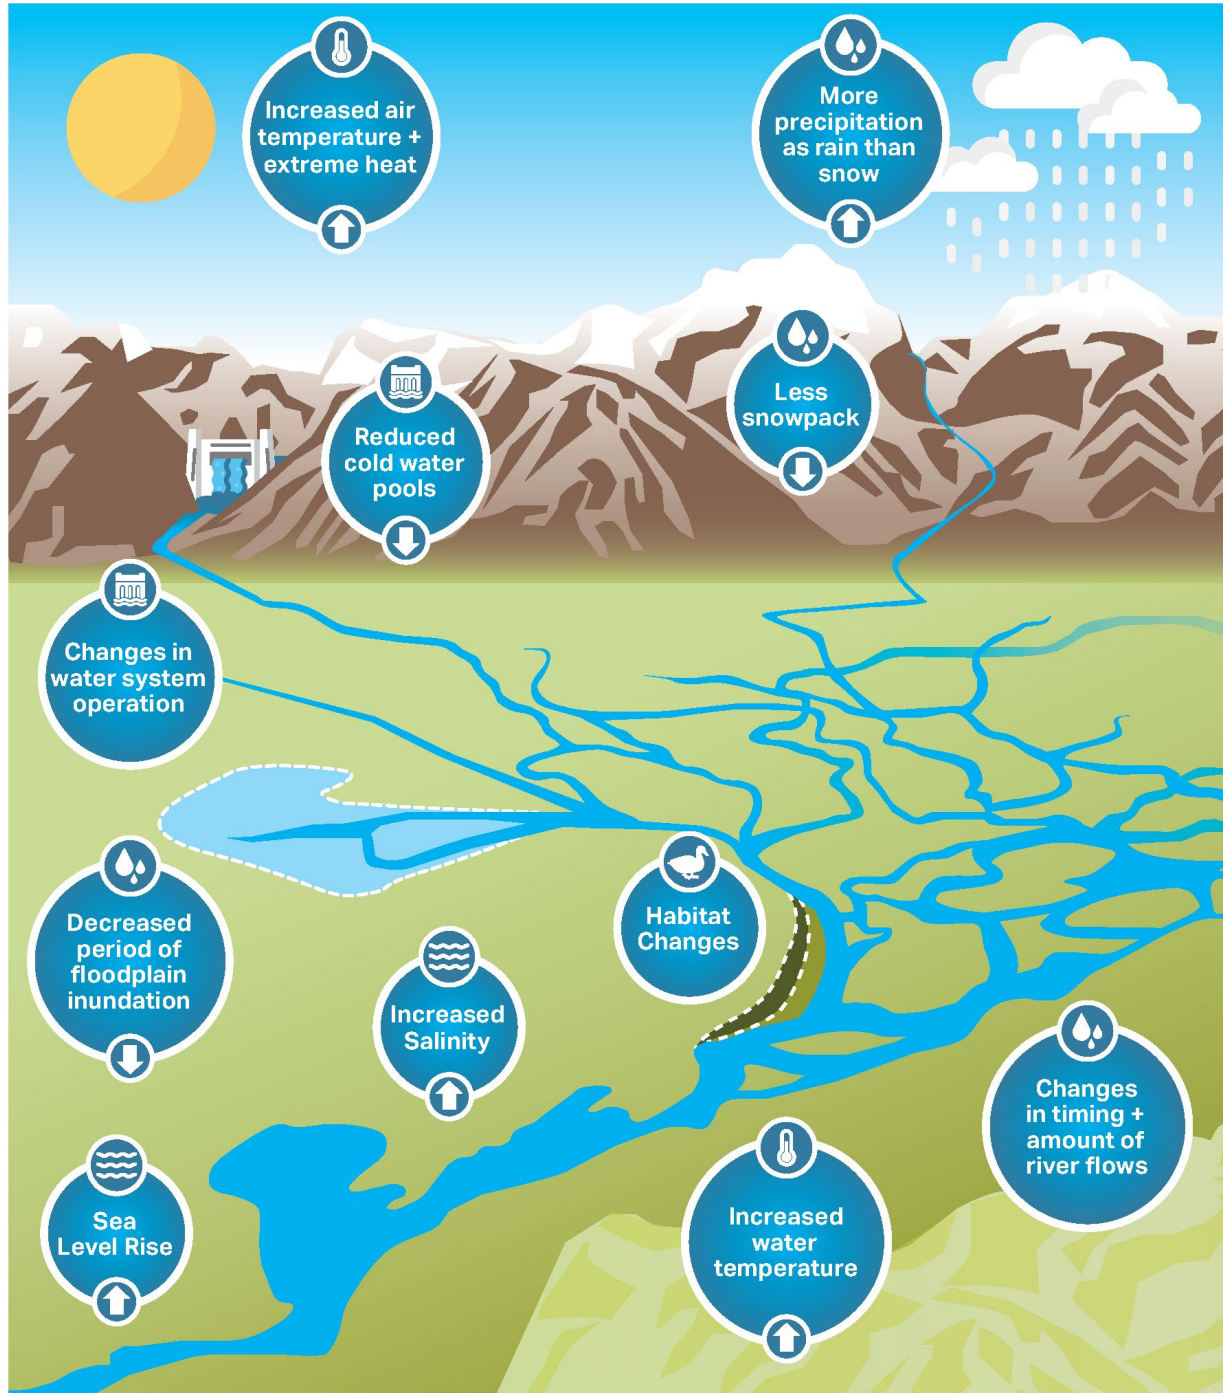 Increased air
temperature +
extreme heat
More
precipitation
as rain than
snow
Less
snowpack
Reduced
cold water
pools
Changes in
water system
operation
Decreased
period of
floodplain
inundation
Habitat
Changes
Increased
Salinity
Changes
in timing +
amount of
river flows
Sea
Level Rise
Increased
water
temperature